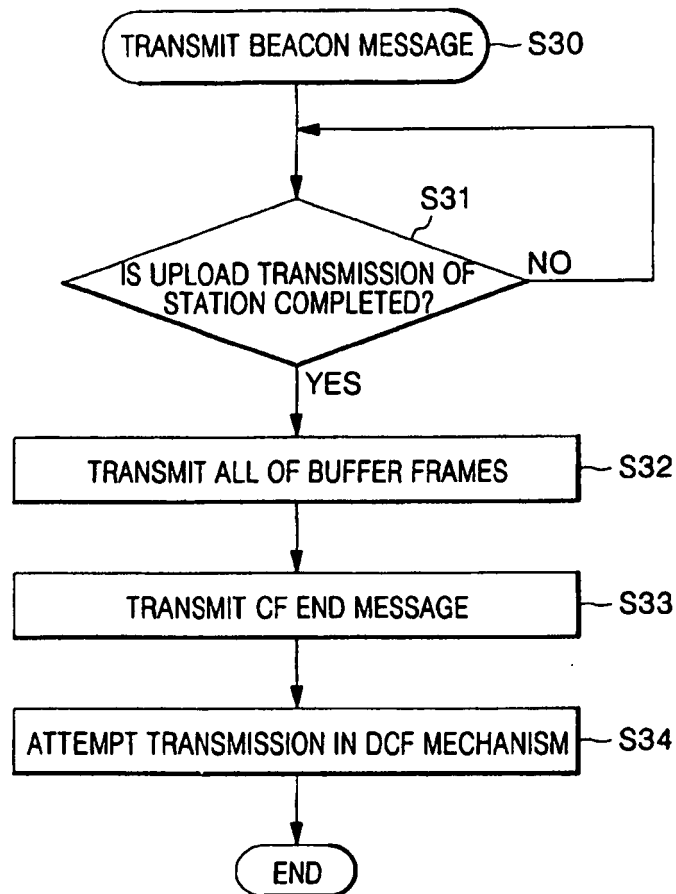 TRANSMIT BEACON MESSAGE
S30
S31
IS UPLOAD TRANSMISSION OF
STATION COMPLETED?
NO
YES
TRANSMIT ALL OF BUFFER FRAMES
S32
TRANSMIT CF END MESSAGE
S33
ATTEMPT TRANSMISSION IN DCF MECHANISM
S34
END